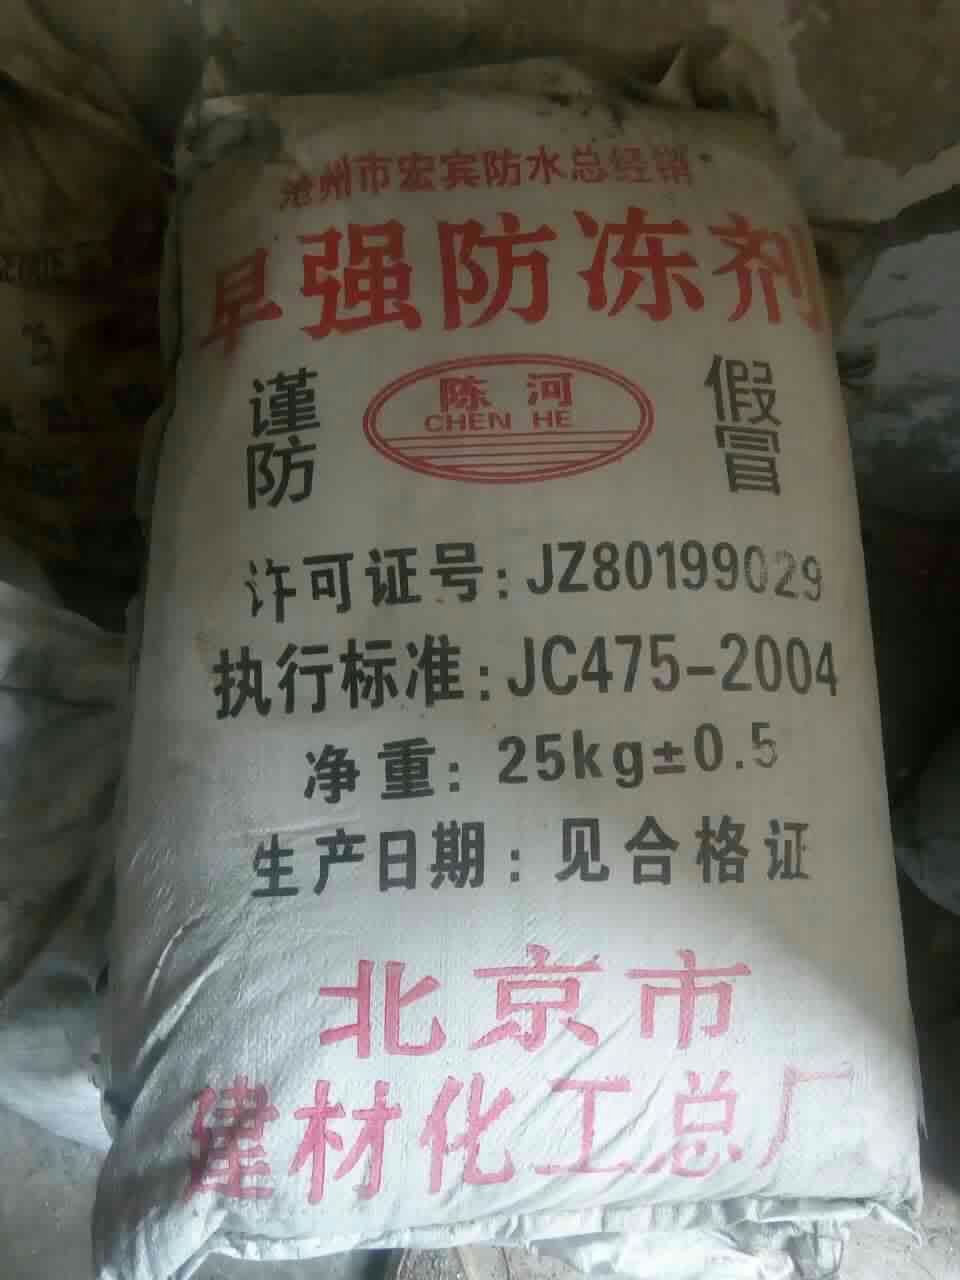 沧州市宏宾防水总经销
早强防冻剂
谨防
陈河
CHEN HE
假冒
许可证号:JZ80199029
执行标准:JC475-2004
净重:25kg±0.5
生产日期:见合格证
北京市
建材化工总厂